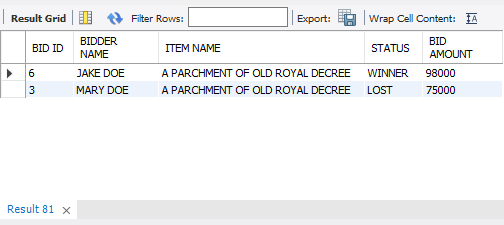 Result Grid Filter Rows: Export: Wrap Cell Content:
BID ID BIDDER NAME ITEM NAME STATUS BID AMOUNT
6 JAKE DOE A PARCHMENT OF OLD ROYAL DECREE WINNER 98000
3 MARY DOE A PARCHMENT OF OLD ROYAL DECREE LOST 75000
Result 81